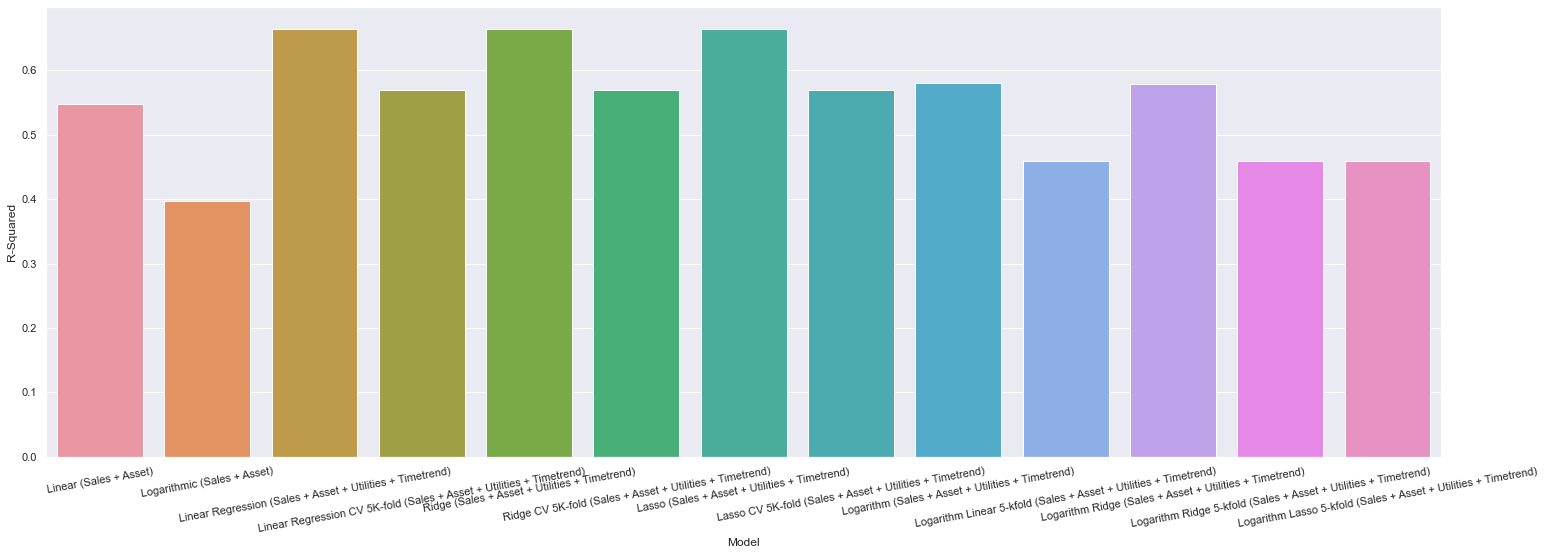 0.6
0.5
0.4
0.3
0.2
0.1
0.0
R-Squared
Linear (Sales + Asset)
Logarithmic (Sales + Asset)
Linear Regression (Sales + Asset + Utilities + Timetrend)
Linear Regression CV 5K-fold (Sales + Asset + Utilities + Timetrend)
Ridge (Sales + Asset + Utilities + Timetrend)
Ridge CV 5K-fold (Sales + Asset + Utilities + Timetrend)
Lasso (Sales + Asset + Utilities + Timetrend)
Lasso CV 5K-fold (Sales + Asset + Utilities + Timetrend)
Logarithm (Sales + Asset + Utilities + Timetrend)
Logarithm Linear 5-kfold (Sales + Asset + Utilities + Timetrend)
Logarithm Ridge (Sales + Asset + Utilities + Timetrend)
Logarithm Ridge 5-kfold (Sales + Asset + Utilities + Timetrend)
Logarithm Lasso 5-kfold (Sales + Asset + Utilities + Timetrend)
Model